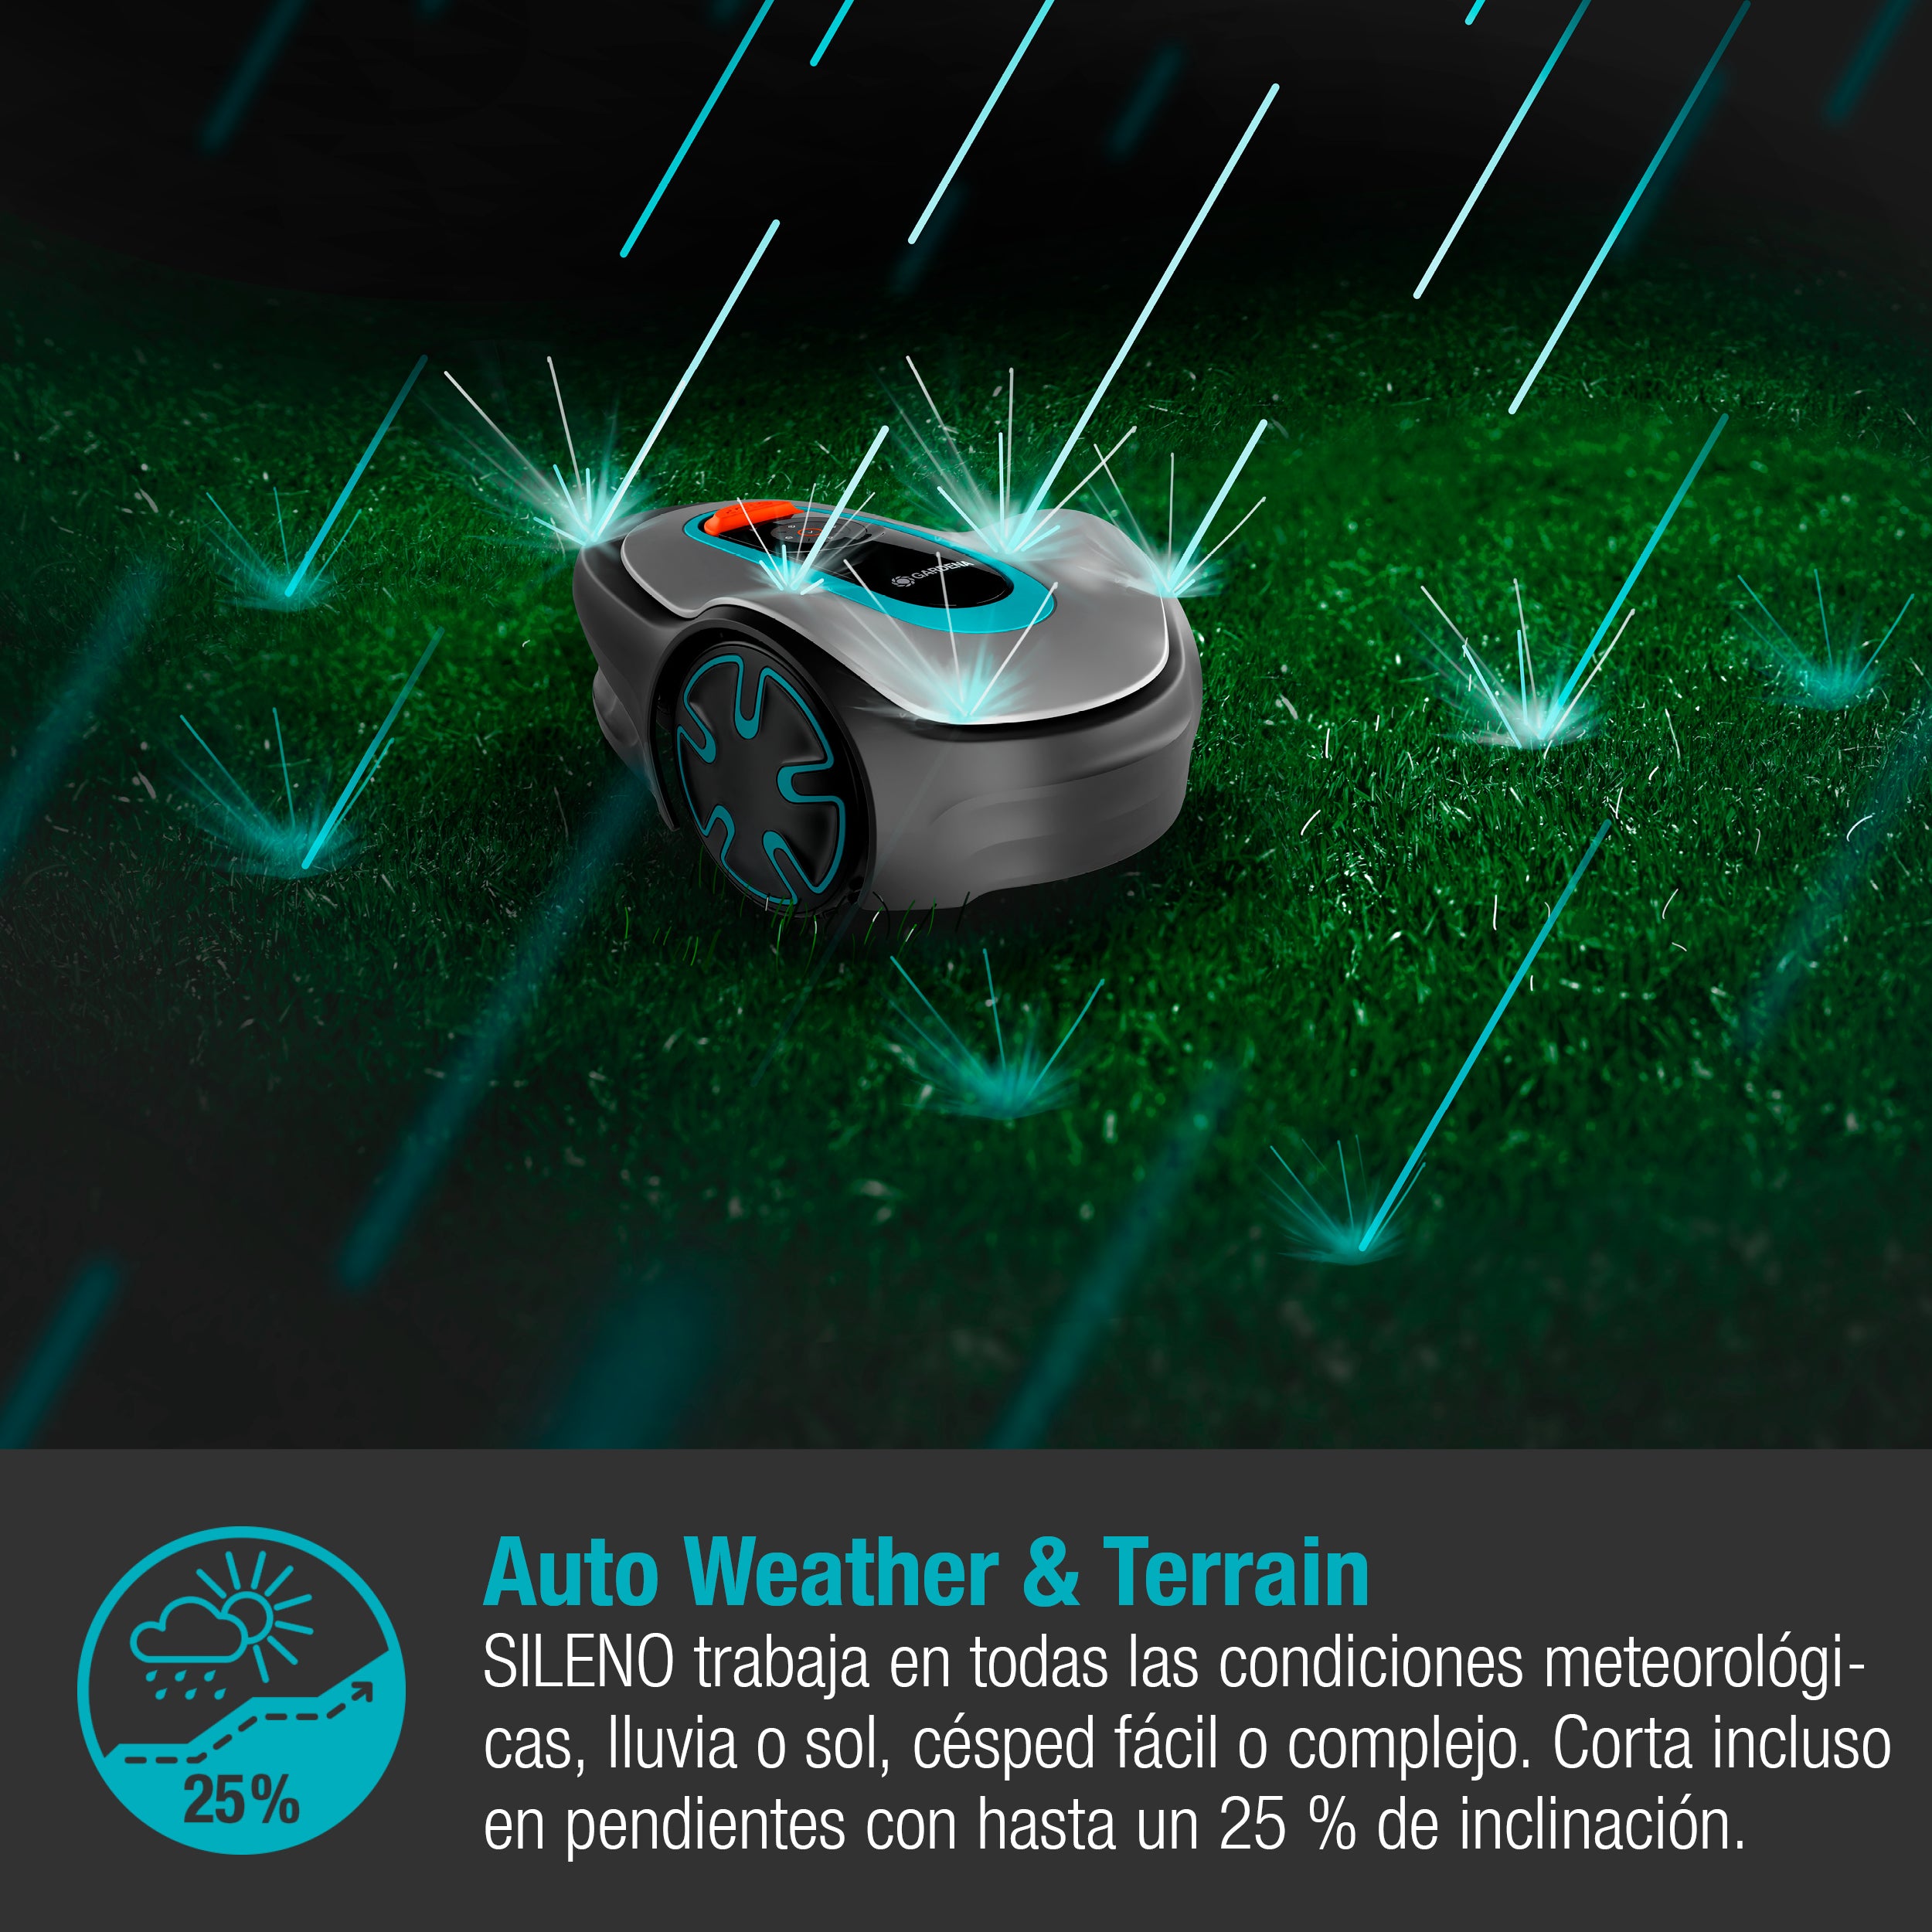 GARDENA
Auto Weather & Terrain
SILENO trabaja en todas las condiciones meteorológi-
cas, lluvia o sol, césped fácil o complejo. Corta incluso
en pendientes con hasta un 25 % de inclinación.
25%